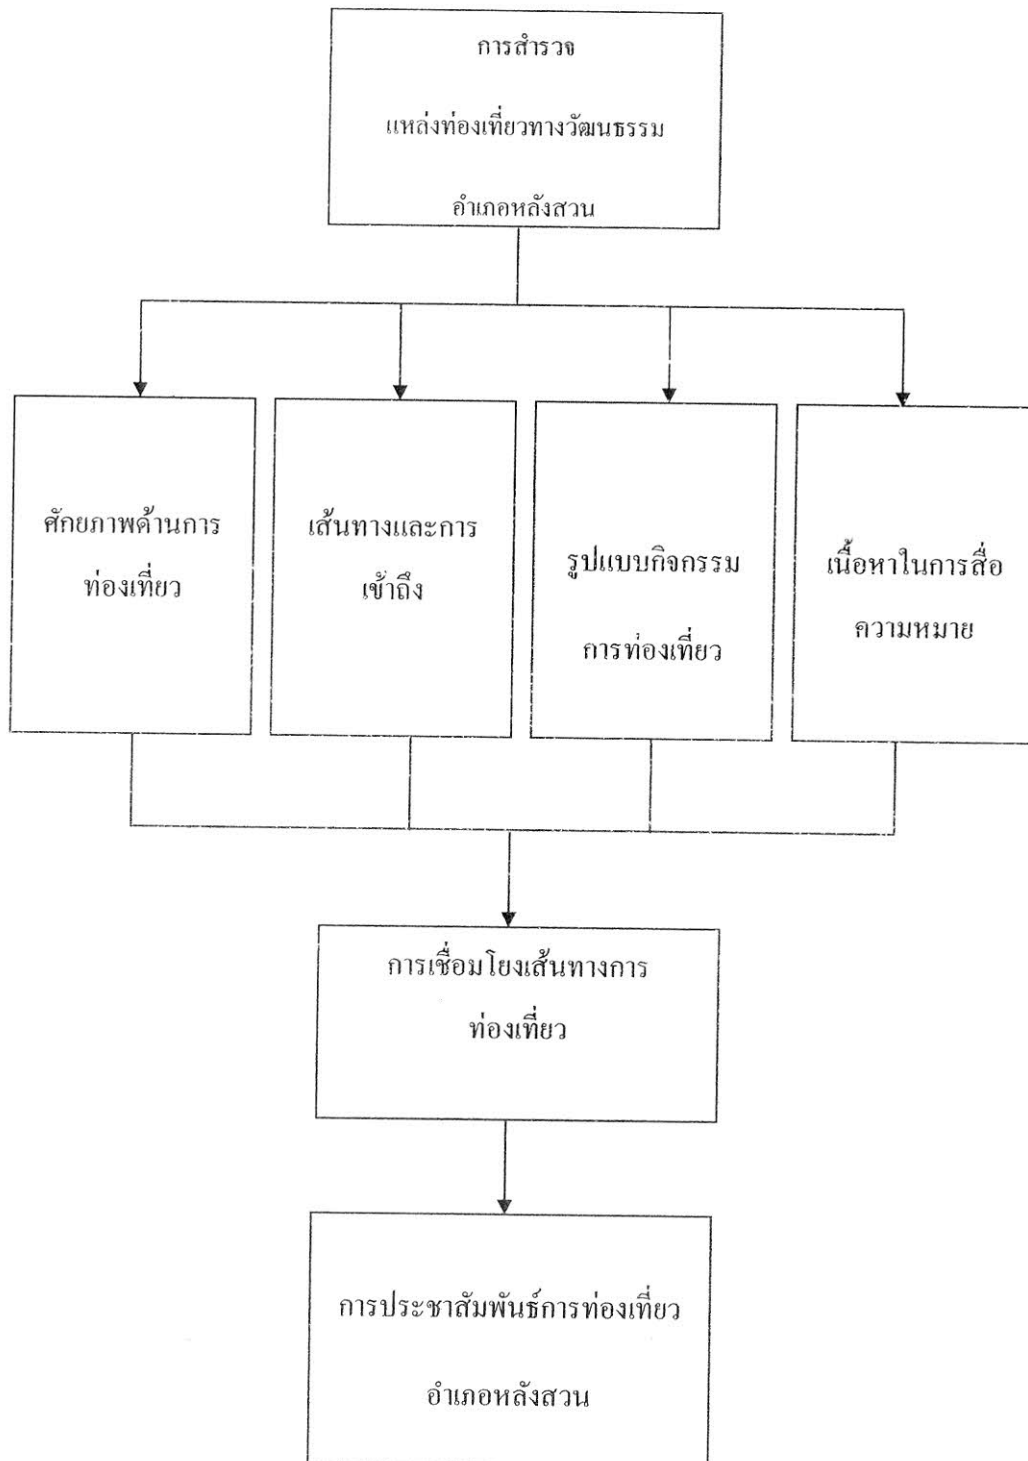 การสำรวจ
แหล่งท่องเที่ยวทางวัฒนธรรม
อำเภอหลังสวน
ศักยภาพด้านการ
ท่องเที่ยว
เส้นทางและการ
เข้าถึง
รูปแบบกิจกรรม
การท่องเที่ยว
เนื้อหาในการสื่อ
ความหมาย
การเชื่อมโยงเส้นทางการ
ท่องเที่ยว
การประชาสัมพันธ์การท่องเที่ยว
อำเภอหลังสวน